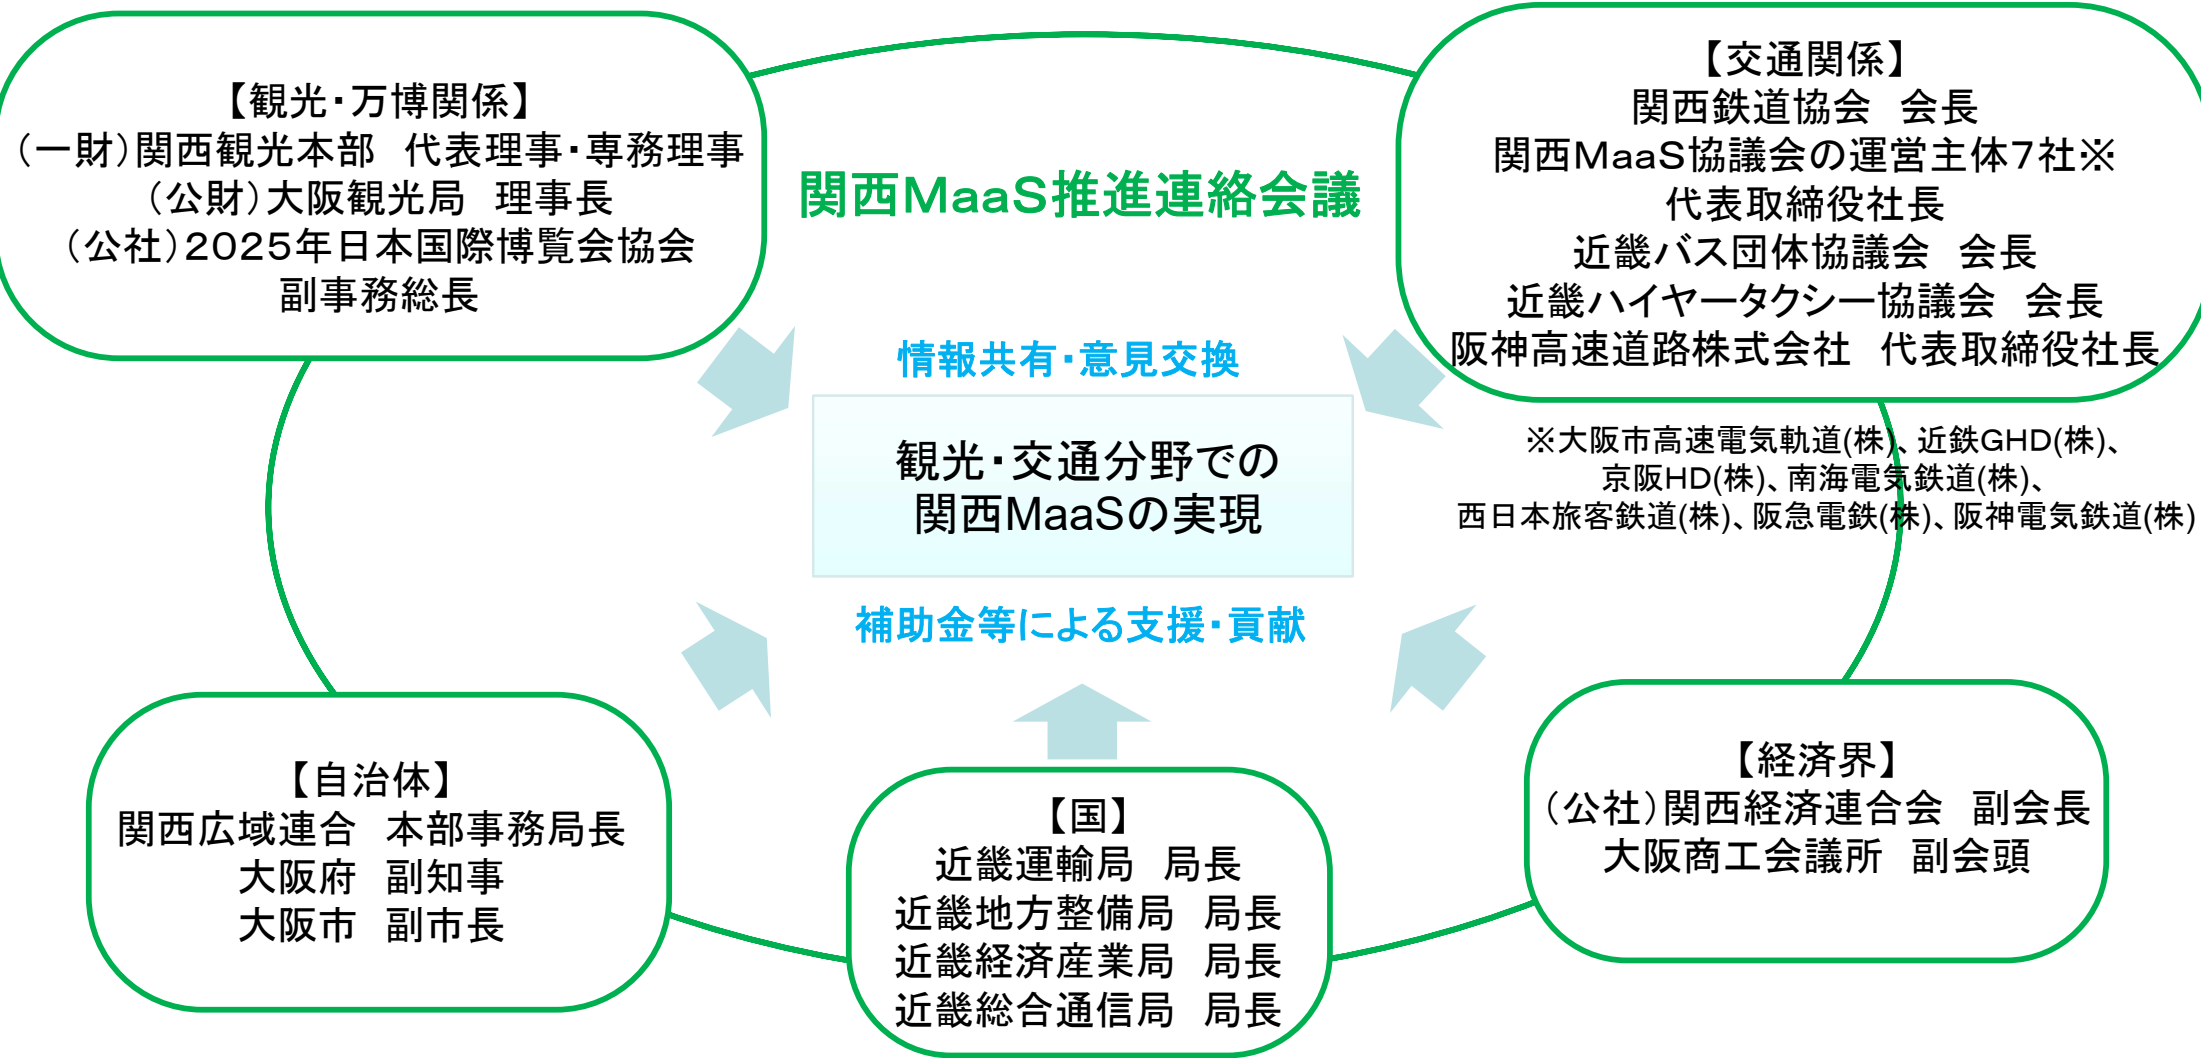 【観光・万博関係】
（一財）関西観光本部　代表理事・専務理事
（公財）大阪観光局　理事長
（公社）2025年日本国際博覧会協会
副事務総長
関西MaaS推進連絡会議
【交通関係】
関西鉄道協会　会長
関西MaaS協議会の運営主体7社※
代表取締役社長
近畿バス団体協議会　会長
近畿ハイヤータクシー協議会　会長
阪神高速道路株式会社　代表取締役社長
※大阪市高速電気軌道(株)、近鉄GHD(株)、
京阪HD(株)、南海電気鉄道(株)、
西日本旅客鉄道(株)、阪急電鉄(株)、阪神電気鉄道(株)
情報共有・意見交換
観光・交通分野での
関西MaaSの実現
補助金等による支援・貢献
【自治体】
関西広域連合　本部事務局長
大阪府　副知事
大阪市　副市長
【国】
近畿運輸局　局長
近畿地方整備局　局長
近畿経済産業局　局長
近畿総合通信局　局長
【経済界】
（公社）関西経済連合会　副会長
大阪商工会議所　副会頭